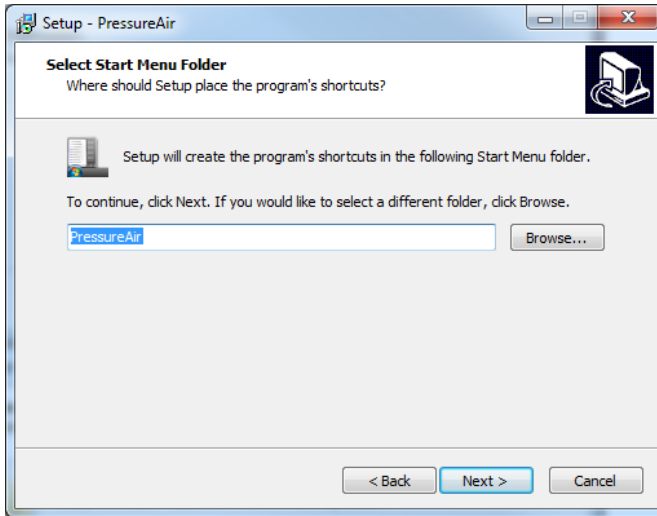 Setup - PressureAir
Select Start Menu Folder
Where should Setup place the program's shortcuts?
Setup will create the program's shortcuts in the following Start Menu folder.
To continue, click Next. If you would like to select a different folder, click Browse.
PressureAir
Browse...
< Back
Next >
Cancel